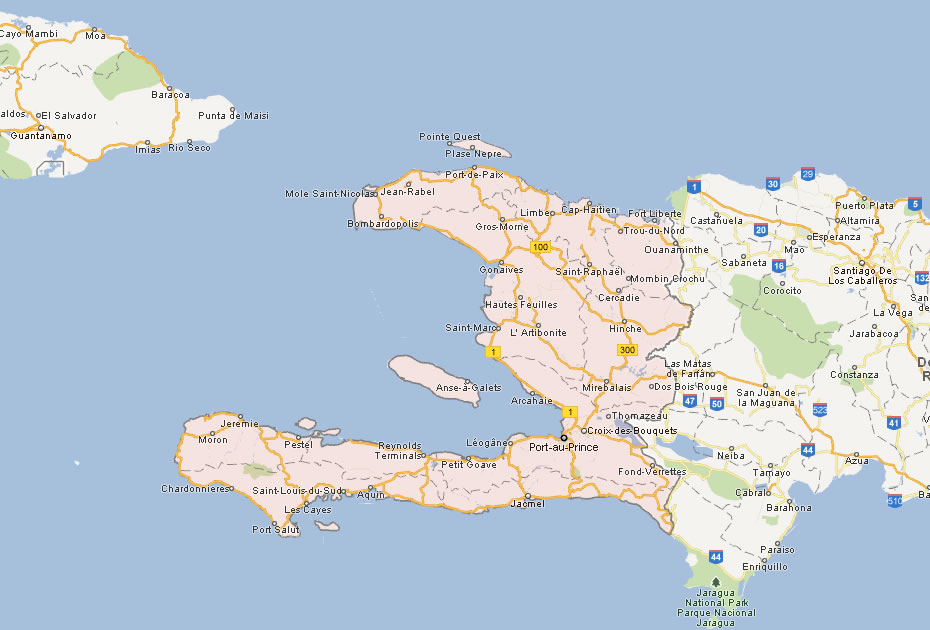 Cayo Mambi
Moa
Baracoa
aldos
El Salvador
Punta de Maisi
Guantanamo
Imias
Rio Seco
Pointe Quest
Plase Nepre
Port-de-Paix
Mole Saint-Nicolas
Jean-Rabel
Bombardopolis
Limbe
Cap-Haitien
Fort Liberte
Gros-Morne
Trou-du-Nord
100
Ouanaminthe
Gonaives
Saint-Raphaël
Mombin Crochu
Cercadie
Hautes Feuilles
Saint-Marc
L' Artibonite
Hinche
1
300
Anse-à-Galets
Arcahaie
Mirebalais
Dos Bois Rouge
1
Thomazeau
Croix-des-Bouquets
Port-au-Prince
Léogâne
Reynolds
Terminals
Petit Goave
Fond-Verrettes
Jeremie
Moron
Pestel
Chardonnieres
Saint-Louis-du-Sud
Aquin
Les Cayes
Port Salut
Jacmel
1
30
29
5
Puerto Plata
Castañuela
20
Altamira
Esperanza
Mao
Sabaneta
16
Santiago De
Los Caballeros
132
Corocito
San
de
La Vega
Jarabacoa
Las Matas
de Farfán
Constanza
De
R
San Juan de
la Maguana
47
50
523
41
V
44
Neiba
Azua
Tamayo
Cabralo
510
Ba
Barahona
Paraiso
44
Enriquillo
Jaragua
National Park
Parque Nacional
Jaragua